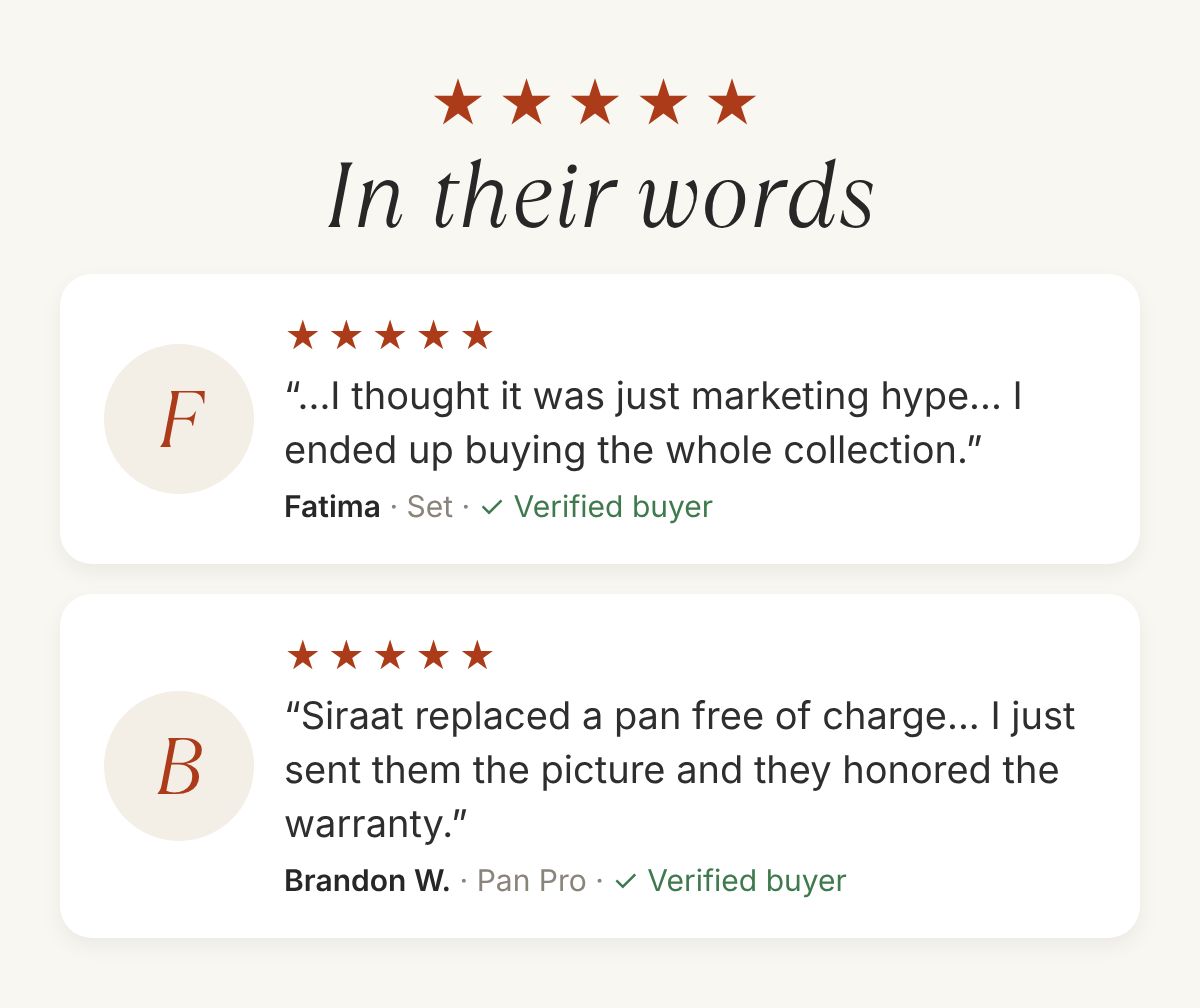 ★★★★★
In their words
★★★★★
F
“…I thought it was just marketing hype… I
ended up buying the whole collection.”
Fatima · Set · ✓ Verified buyer
★★★★★
B
“Siraat replaced a pan free of charge… I just
sent them the picture and they honored the
warranty.”
Brandon W. · Pan Pro · ✓ Verified buyer